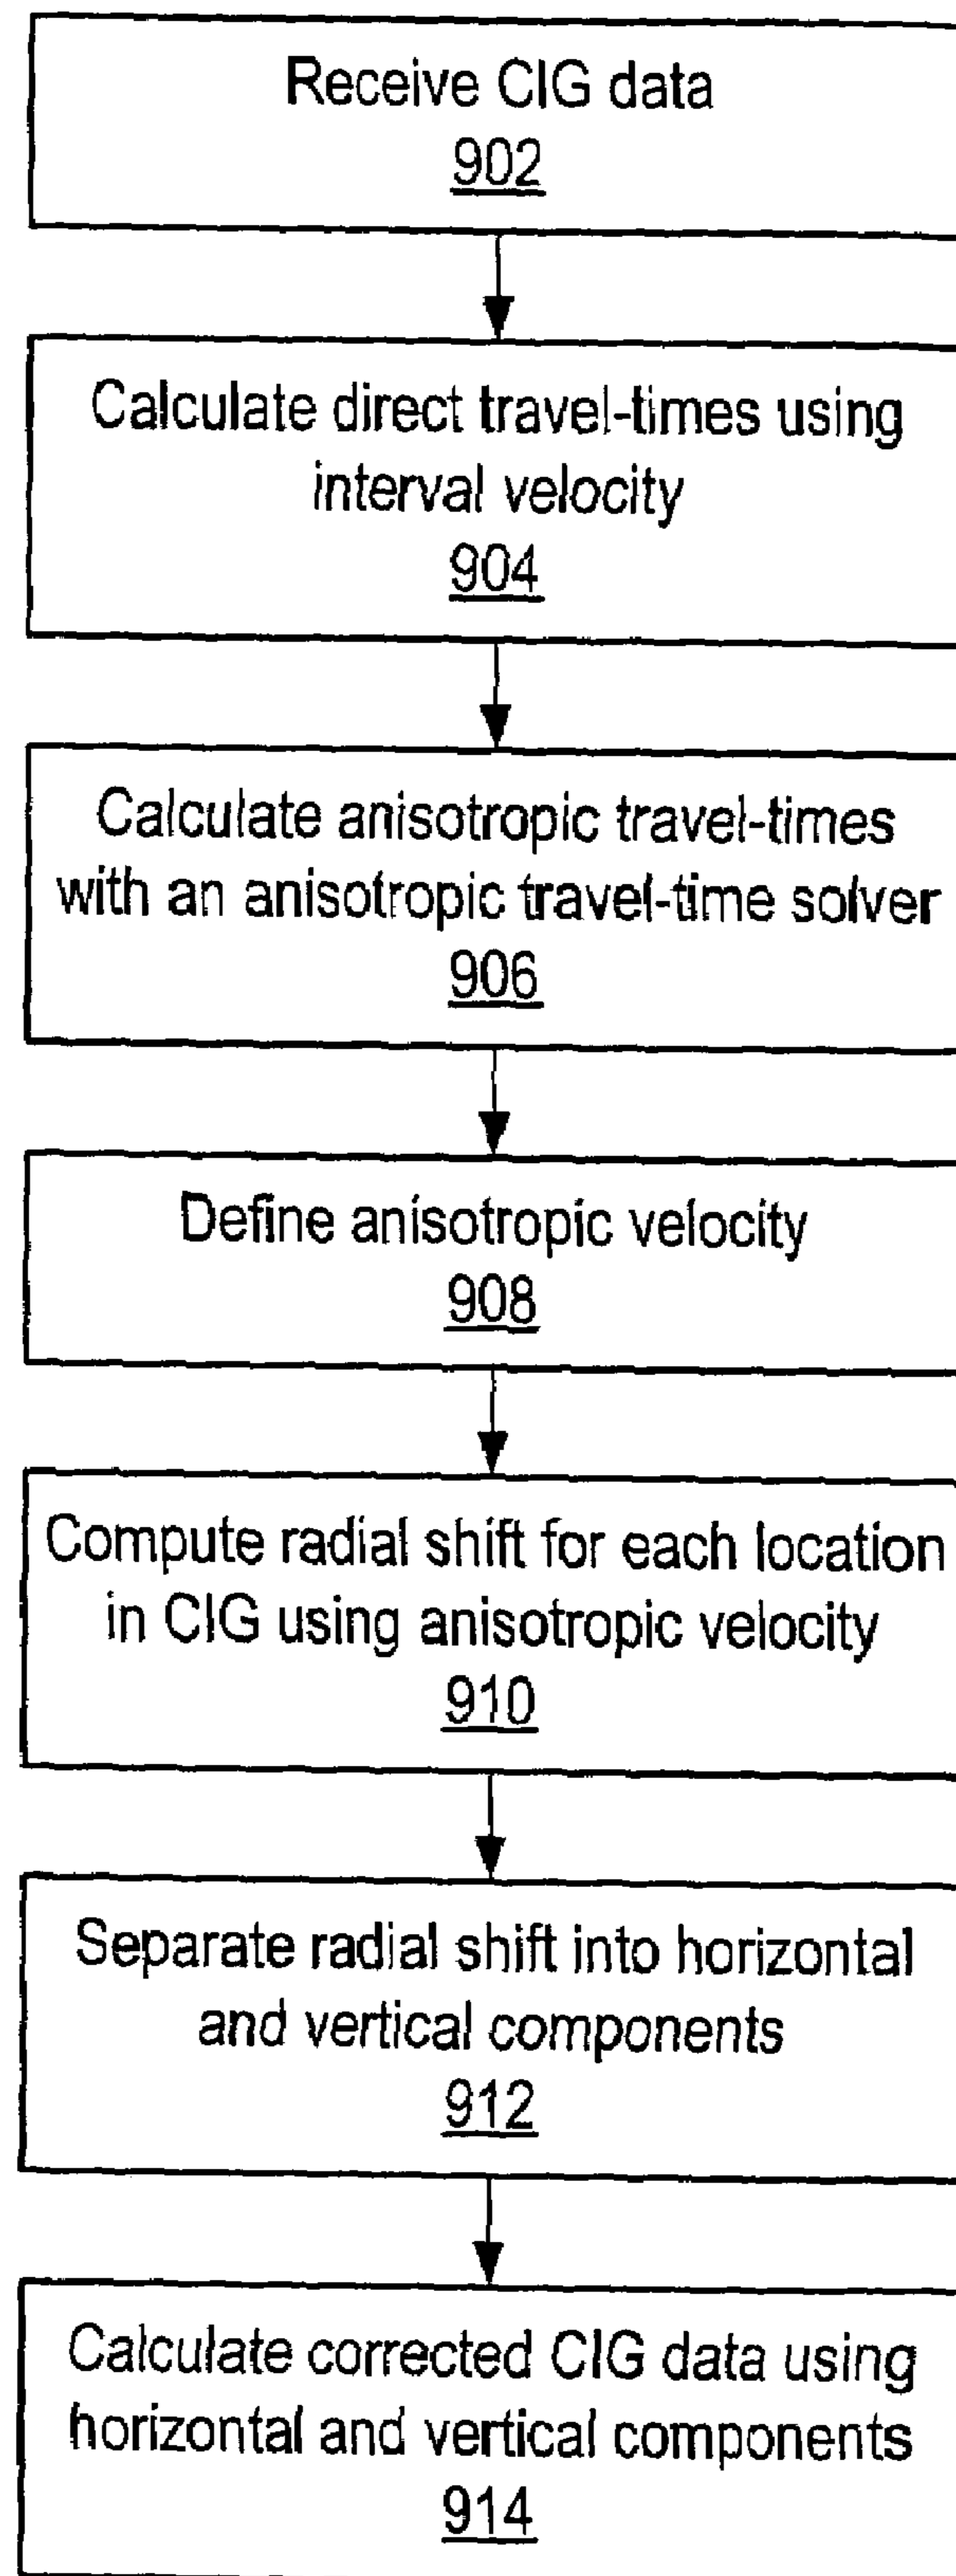 Receive CIG data
902
Calculate direct travel-times using
interval velocity
904
Calculate anisotropic travel-times
with an anisotropic travel-time solver
906
Define anisotropic velocity
908
Compute radial shift for each location
in CIG using anisotropic velocity
910
Separate radial shift into horizontal
and vertical components
912
Calculate corrected CIG data using
horizontal and vertical components
914